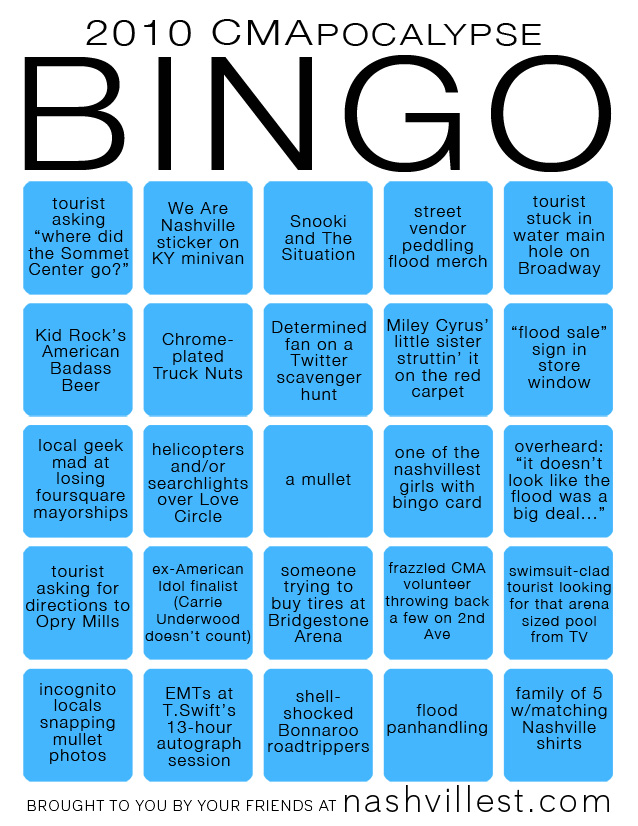 2010 CMAPOCALYPSE
BINGO
tourist
asking
“where did
the Sommet
Center go?”
We Are
Nashville
sticker on
KY minivan
Snooki
and The
Situation
street
vendor
peddling
flood merch
tourist
stuck in
water main
hole on
Broadway
Kid Rock’s
American
Badass
Beer
Chrome-
plated
Truck Nuts
Determined
fan on a
Twitter
scavenger
hunt
Miley Cyrus’
little sister
struttin’ it
on the red
carpet
“flood sale”
sign in
store
window
local geek
mad at
losing
foursquare
mayorships
helicopters
and/or
searchlights
over Love
Circle
a mullet
one of the
nashvillest
girls with
bingo card
overheard:
“it doesn’t
look like the
flood was a
big deal...”
tourist
asking for
directions to
Opry Mills
ex-American
Idol finalist
(Carrie
Underwood
doesn’t count)
someone
trying to
buy tires at
Bridgestone
Arena
frazzled CMA
volunteer
throwing back
a few on 2nd
Ave
swimsuit-clad
tourist looking
for that arena
sized pool
from TV
incognito
locals
snapping
mullet
photos
EMTs at
T.Swift’s
13-hour
autograph
session
shell-
shocked
Bonnaroo
roadtrippers
flood
panhandling
family of 5
w/matching
Nashville
shirts
BROUGHT TO YOU BY YOUR FRIENDS AT nashvillest.com